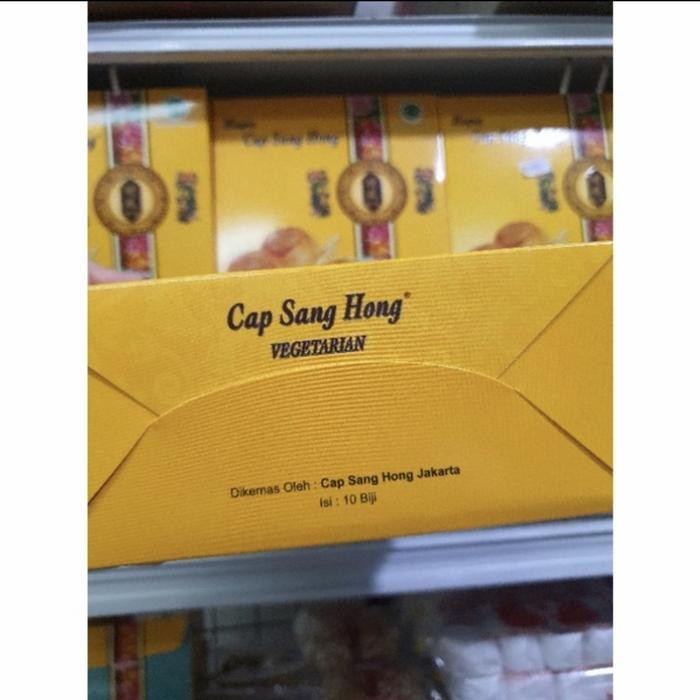 Cap Sang Hong
Cap Sang Hong®
VEGETARIAN
Dikemas Oleh : Cap Sang Hong Jakarta
Isi : 10 Biji